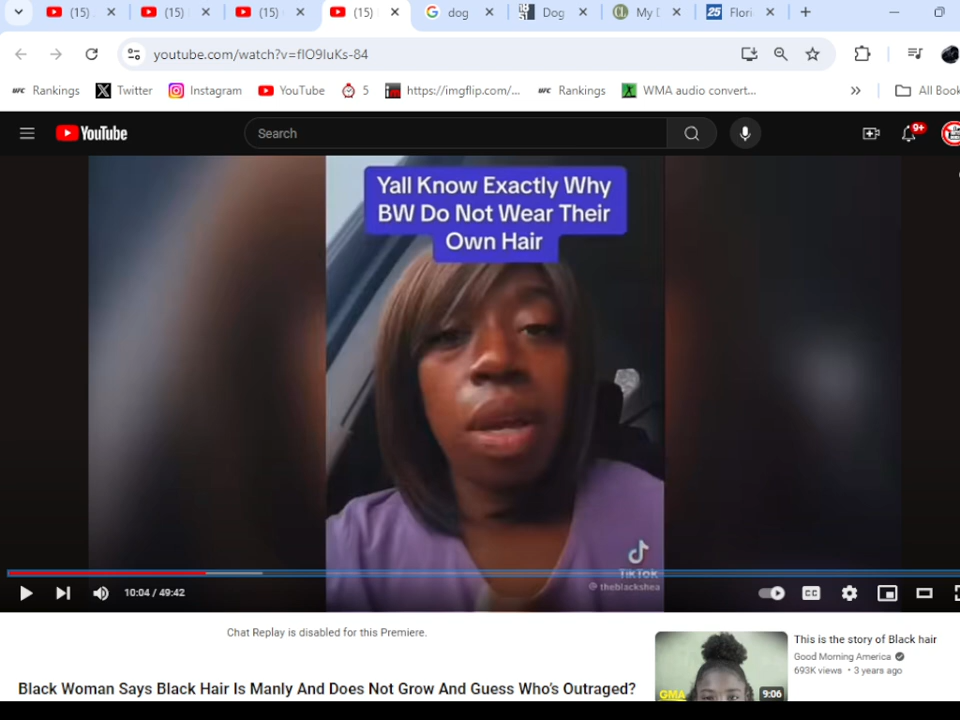 (15)
(15)
(15)
(15)
dog
Dog
My D
Flori
youtube.com/watch?v=flO9IuKs-84
Rankings
Twitter
Instagram
YouTube
5
https://imgflip.com/...
Rankings
WMA audio convert...
All Book
YouTube
Search
9+
Yall Know Exactly Why
BW Do Not Wear Their
Own Hair
TikTok
@ theblackshea
10:04 / 49:42
CC
Chat Replay is disabled for this Premiere.
Black Woman Says Black Hair Is Manly And Does Not Grow And Guess Who's Outraged?
GMA
9:06
This is the story of Black hair
Good Morning America
693K views • 3 years ago